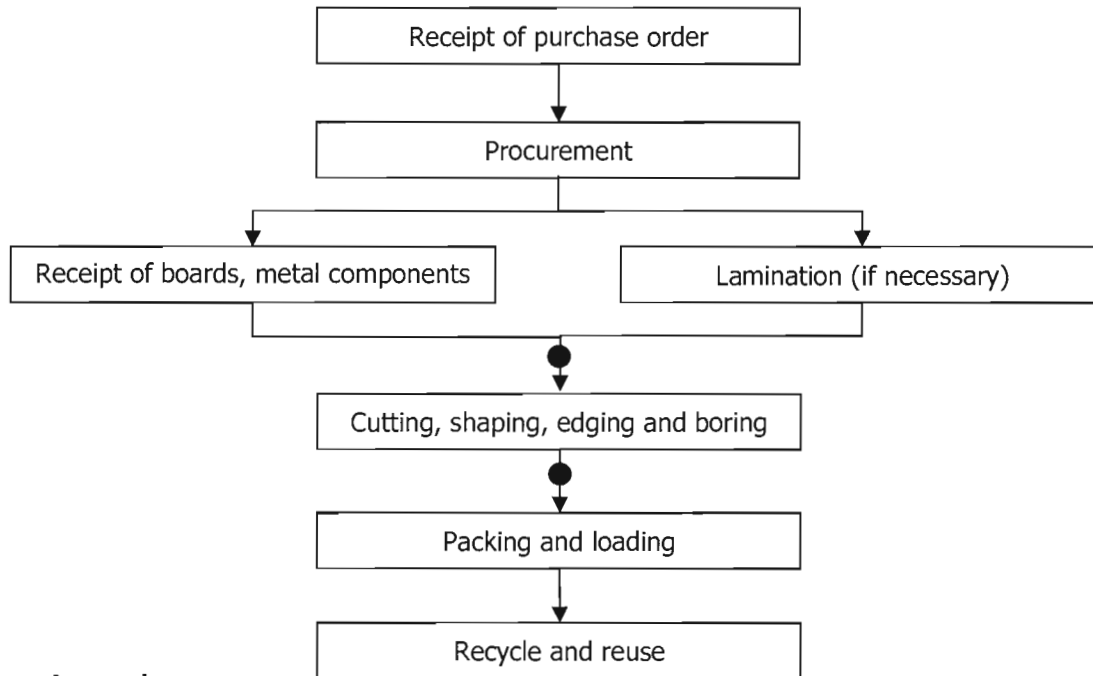 Receipt of purchase order
Procurement
Receipt of boards, metal components
Lamination (if necessary)
Cutting, shaping, edging and boring
Packing and loading
Recycle and reuse